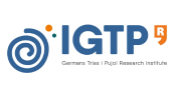 IGTP
R
Germans Trias i Pujol Research Institute